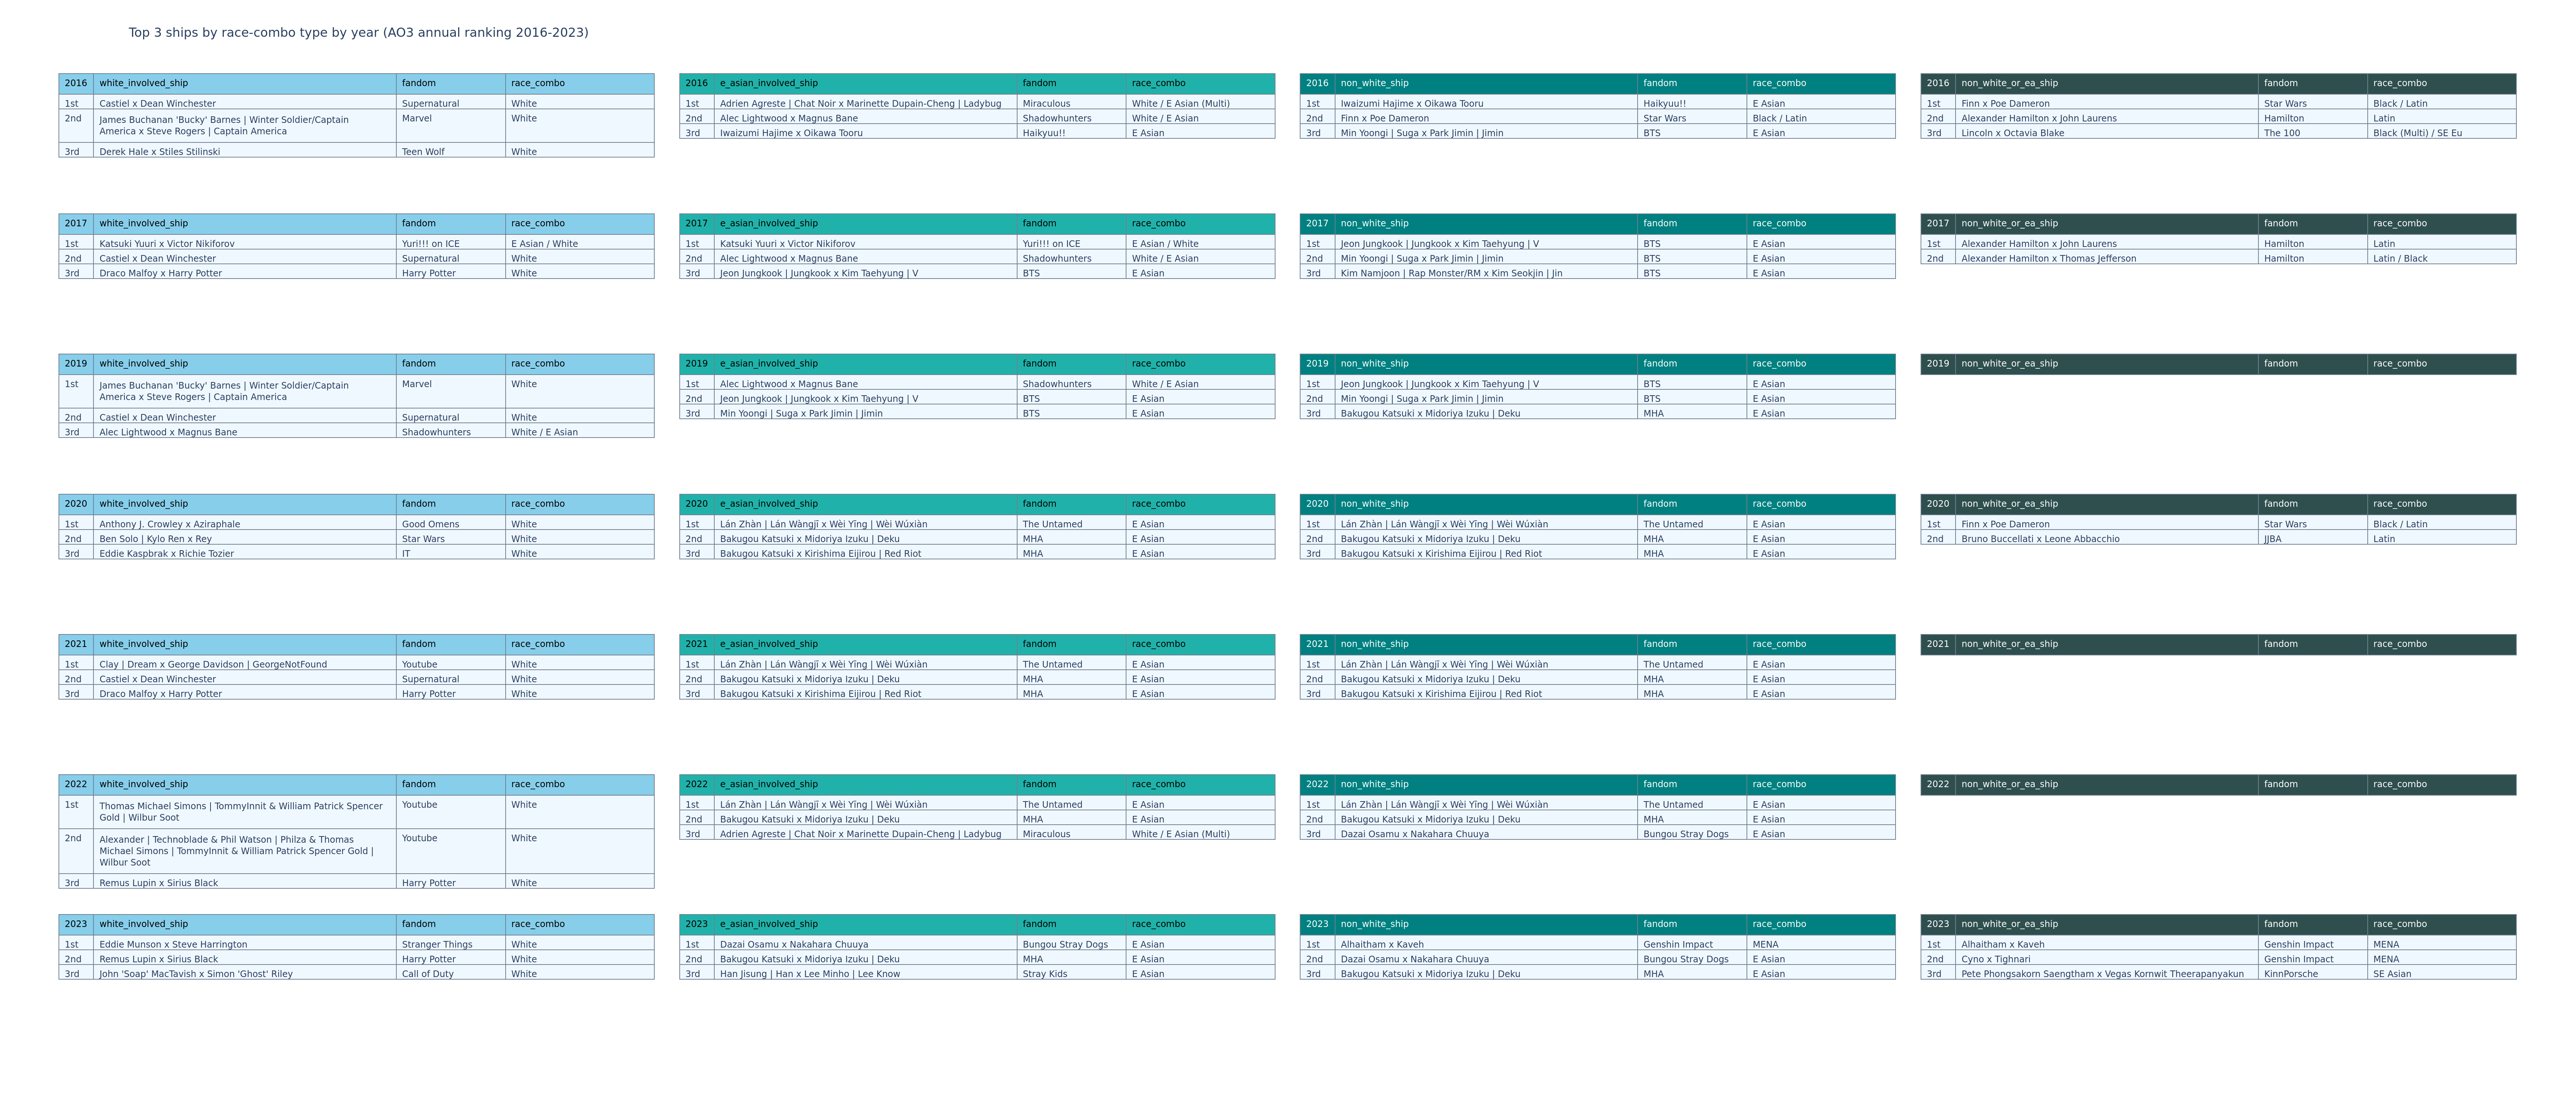 Top 3 ships by race-combo type by year (AO3 annual ranking 2016-2023)
2016 white_involved_ship fandom race_combo
1st Castiel x Dean Winchester Supernatural White
2nd James Buchanan 'Bucky' Barnes | Winter Soldier/Captain Marvel White
America x Steve Rogers | Captain America
3rd Derek Hale x Stiles Stilinski Teen Wolf White
2016 e_asian_involved_ship fandom race_combo
1st Adrien Agreste | Chat Noir x Marinette Dupain-Cheng | Ladybug Miraculous White / E Asian (Multi)
2nd Alec Lightwood x Magnus Bane Shadowhunters White / E Asian
3rd Iwaizumi Hajime x Oikawa Tooru Haikyuu!! E Asian
2016 non_white_ship fandom race_combo
1st Iwaizumi Hajime x Oikawa Tooru Haikyuu!! E Asian
2nd Finn x Poe Dameron Star Wars Black / Latin
3rd Min Yoongi | Suga x Park Jimin | Jimin BTS E Asian
2016 non_white_or_ea_ship fandom race_combo
1st Finn x Poe Dameron Star Wars Black / Latin
2nd Alexander Hamilton x John Laurens Hamilton Latin
3rd Lincoln x Octavia Blake The 100 Black (Multi) / SE Eu
2017 white_involved_ship fandom race_combo
1st Katsuki Yuuri x Victor Nikiforov Yuri!!! on ICE E Asian / White
2nd Castiel x Dean Winchester Supernatural White
3rd Draco Malfoy x Harry Potter Harry Potter White
2017 e_asian_involved_ship fandom race_combo
1st Katsuki Yuuri x Victor Nikiforov Yuri!!! on ICE E Asian / White
2nd Alec Lightwood x Magnus Bane Shadowhunters White / E Asian
3rd Jeon Jungkook | Jungkook x Kim Taehyung | V BTS E Asian
2017 non_white_ship fandom race_combo
1st Jeon Jungkook | Jungkook x Kim Taehyung | V BTS E Asian
2nd Min Yoongi | Suga x Park Jimin | Jimin BTS E Asian
3rd Kim Namjoon | Rap Monster/RM x Kim Seokjin | Jin BTS E Asian
2017 non_white_or_ea_ship fandom race_combo
1st Alexander Hamilton x John Laurens Hamilton Latin
2nd Alexander Hamilton x Thomas Jefferson Hamilton Latin / Black
2019 white_involved_ship fandom race_combo
1st James Buchanan 'Bucky' Barnes | Winter Soldier/Captain Marvel White
America x Steve Rogers | Captain America
2nd Castiel x Dean Winchester Supernatural White
3rd Alec Lightwood x Magnus Bane Shadowhunters White / E Asian
2019 e_asian_involved_ship fandom race_combo
1st Alec Lightwood x Magnus Bane Shadowhunters White / E Asian
2nd Jeon Jungkook | Jungkook x Kim Taehyung | V BTS E Asian
3rd Min Yoongi | Suga x Park Jimin | Jimin BTS E Asian
2019 non_white_ship fandom race_combo
1st Jeon Jungkook | Jungkook x Kim Taehyung | V BTS E Asian
2nd Min Yoongi | Suga x Park Jimin | Jimin BTS E Asian
3rd Bakugou Katsuki x Midoriya Izuku | Deku MHA E Asian
2019 non_white_or_ea_ship fandom race_combo
2020 white_involved_ship fandom race_combo
1st Anthony J. Crowley x Aziraphale Good Omens White
2nd Ben Solo | Kylo Ren x Rey Star Wars White
3rd Eddie Kaspbrak x Richie Tozier IT White
2020 e_asian_involved_ship fandom race_combo
1st Lán Zhàn | Lán Wàngjī x Wèi Yīng | Wèi Wúxiàn The Untamed E Asian
2nd Bakugou Katsuki x Midoriya Izuku | Deku MHA E Asian
3rd Bakugou Katsuki x Kirishima Eijirou | Red Riot MHA E Asian
2020 non_white_ship fandom race_combo
1st Lán Zhàn | Lán Wàngjī x Wèi Yīng | Wèi Wúxiàn The Untamed E Asian
2nd Bakugou Katsuki x Midoriya Izuku | Deku MHA E Asian
3rd Bakugou Katsuki x Kirishima Eijirou | Red Riot MHA E Asian
2020 non_white_or_ea_ship fandom race_combo
1st Finn x Poe Dameron Star Wars Black / Latin
2nd Bruno Buccellati x Leone Abbacchio JJBA Latin
2021 white_involved_ship fandom race_combo
1st Clay | Dream x George Davidson | GeorgeNotFound Youtube White
2nd Castiel x Dean Winchester Supernatural White
3rd Draco Malfoy x Harry Potter Harry Potter White
2021 e_asian_involved_ship fandom race_combo
1st Lán Zhàn | Lán Wàngjī x Wèi Yīng | Wèi Wúxiàn The Untamed E Asian
2nd Bakugou Katsuki x Midoriya Izuku | Deku MHA E Asian
3rd Bakugou Katsuki x Kirishima Eijirou | Red Riot MHA E Asian
2021 non_white_ship fandom race_combo
1st Lán Zhàn | Lán Wàngjī x Wèi Yīng | Wèi Wúxiàn The Untamed E Asian
2nd Bakugou Katsuki x Midoriya Izuku | Deku MHA E Asian
3rd Bakugou Katsuki x Kirishima Eijirou | Red Riot MHA E Asian
2021 non_white_or_ea_ship fandom race_combo
2022 white_involved_ship fandom race_combo
1st Thomas Michael Simons | TommyInnit & William Patrick Spencer Youtube White
Gold | Wilbur Soot
2nd Alexander | Technoblade & Phil Watson | Philza & Thomas Youtube White
Michael Simons | TommyInnit & William Patrick Spencer Gold |
Wilbur Soot
3rd Remus Lupin x Sirius Black Harry Potter White
2022 e_asian_involved_ship fandom race_combo
1st Lán Zhàn | Lán Wàngjī x Wèi Yīng | Wèi Wúxiàn The Untamed E Asian
2nd Bakugou Katsuki x Midoriya Izuku | Deku MHA E Asian
3rd Adrien Agreste | Chat Noir x Marinette Dupain-Cheng | Ladybug Miraculous White / E Asian (Multi)
2022 non_white_ship fandom race_combo
1st Lán Zhàn | Lán Wàngjī x Wèi Yīng | Wèi Wúxiàn The Untamed E Asian
2nd Bakugou Katsuki x Midoriya Izuku | Deku MHA E Asian
3rd Dazai Osamu x Nakahara Chuuya Bungou Stray Dogs E Asian
2022 non_white_or_ea_ship fandom race_combo
2023 white_involved_ship fandom race_combo
1st Eddie Munson x Steve Harrington Stranger Things White
2nd Remus Lupin x Sirius Black Harry Potter White
3rd John 'Soap' MacTavish x Simon 'Ghost' Riley Call of Duty White
2023 e_asian_involved_ship fandom race_combo
1st Dazai Osamu x Nakahara Chuuya Bungou Stray Dogs E Asian
2nd Bakugou Katsuki x Midoriya Izuku | Deku MHA E Asian
3rd Han Jisung | Han x Lee Minho | Lee Know Stray Kids E Asian
2023 non_white_ship fandom race_combo
1st Alhaitham x Kaveh Genshin Impact MENA
2nd Dazai Osamu x Nakahara Chuuya Bungou Stray Dogs E Asian
3rd Bakugou Katsuki x Midoriya Izuku | Deku MHA E Asian
2023 non_white_or_ea_ship fandom race_combo
1st Alhaitham x Kaveh Genshin Impact MENA
2nd Cyno x Tighnari Genshin Impact MENA
3rd Pete Phongsakorn Saengtham x Vegas Kornwit Theerapanyakun KinnPorsche SE Asian